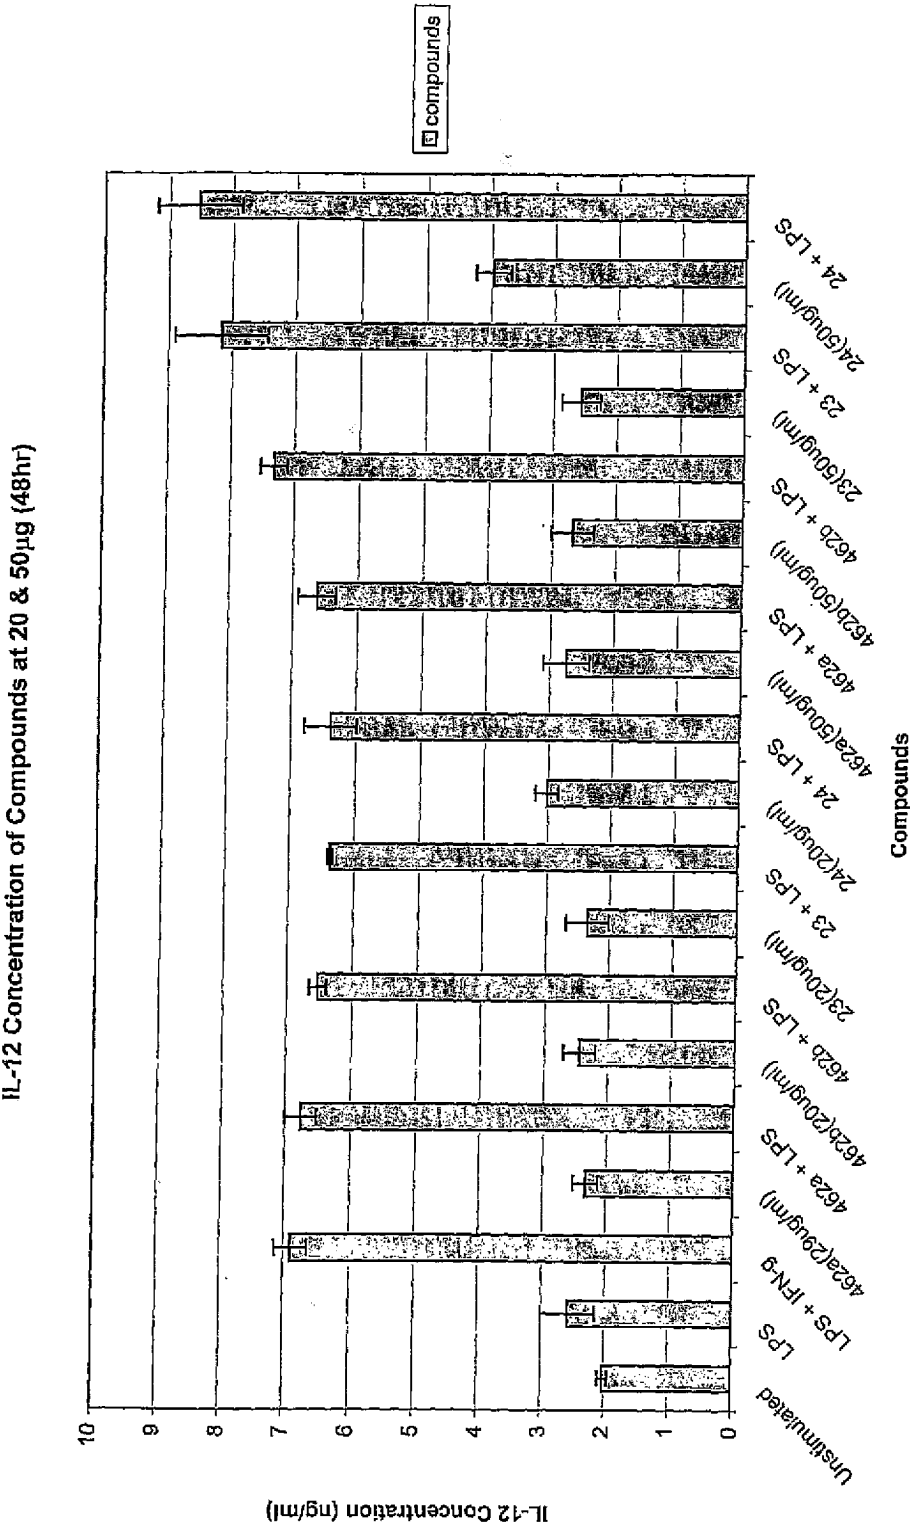 IL-12 Concentration of Compounds at 20 & 50µg (48hr)
IL-12 Concentration (ng/ml)
10
9
8
7
6
5
4
3
2
1
0
Unstimulated
LPS
LPS + IFN-g
462a(29ug/ml)
462a + LPS
462b(20ug/ml)
462b + LPS
23(20ug/ml)
23 + LPS
24(20ug/ml)
24 + LPS
462a(50ug/ml)
462a + LPS
462b(50ug/ml)
462b + LPS
23(50ug/ml)
23 + LPS
24(50ug/ml)
24 + LPS
Compounds
compounds